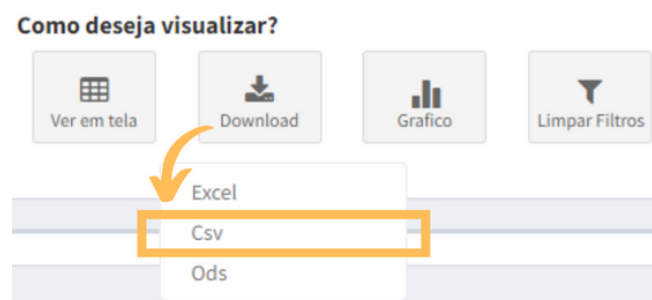 Como deseja visualizar?
Ver em tela
Download
Grafico
Limpar Filtros
Excel
Csv
Ods